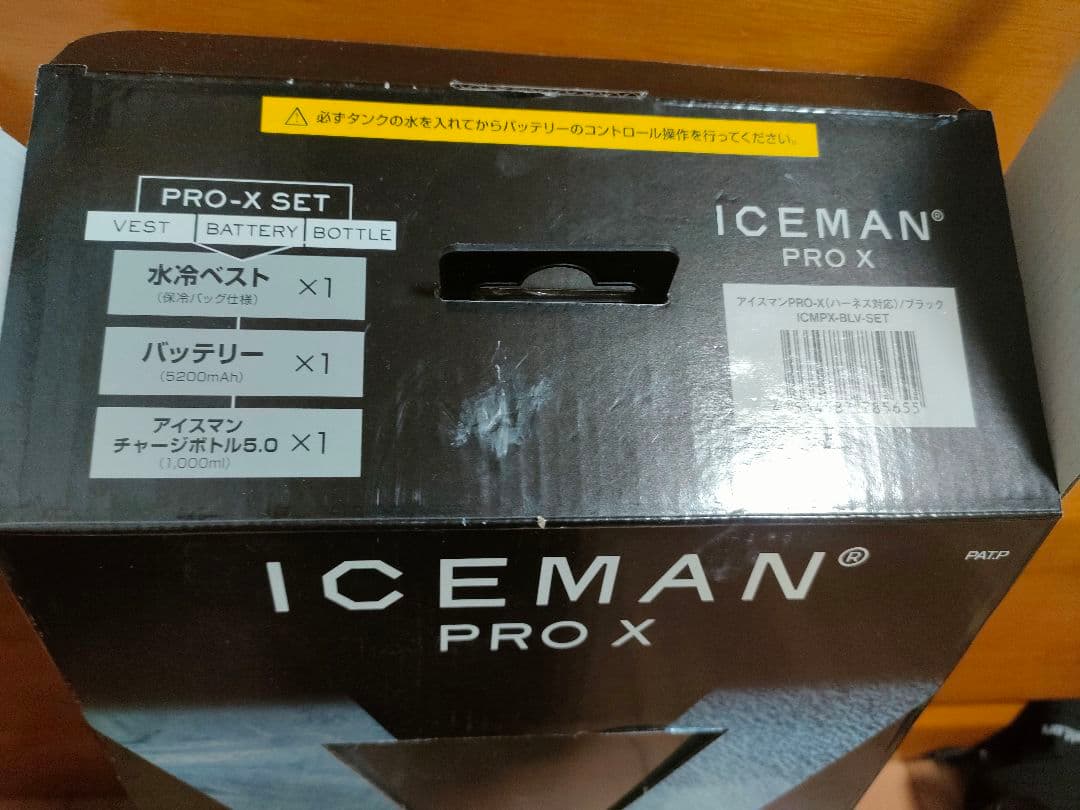 ⚠ 必ずタンクの水を入れてからバッテリーのコントロール操作を行ってください。
PRO-X SET
VEST BATTERY BOTTLE
水冷ベスト ×1
(保冷バッグ仕様)
バッテリー ×1
(5200mAh)
アイスマン
チャージボトル5.0 ×1
(1,000ml)
ICEMAN®
PRO X
アイスマンPRO-X(ハーネス対応)/ブラック
ICMPX-BLV-SET
ICEMAN®
PRO X
PAT.P